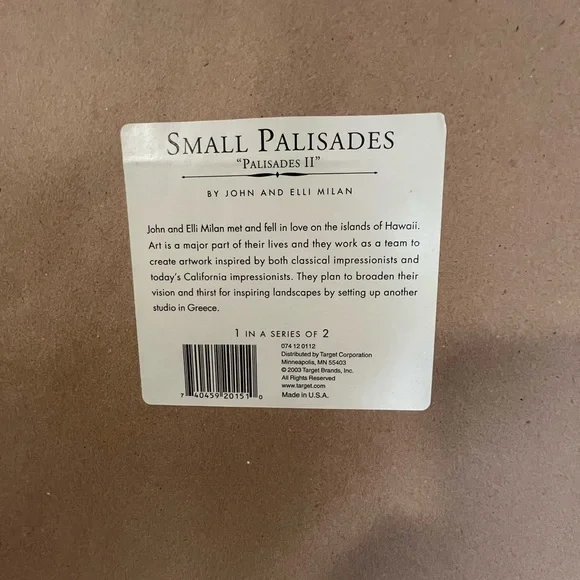 SMALL PALISADES
"PALISADES II"
BY JOHN AND ELLI MILAN
John and Elli Milan met and fell in love on the islands of Hawaii.
Art is a major part of their lives and they work as a team to
create artwork inspired by both classical impressionists and
today's California impressionists. They plan to broaden their
vision and thirst for inspiring landscapes by setting up another
studio in Greece.
1 IN A SERIES OF 2
074 12 0112
Distributed by Target Corporation
Minneapolis, MN 55403
© 2003 Target Brands, Inc.
All Rights Reserved
www.target.com
Made in U.S.A.
7 40459 20151 0